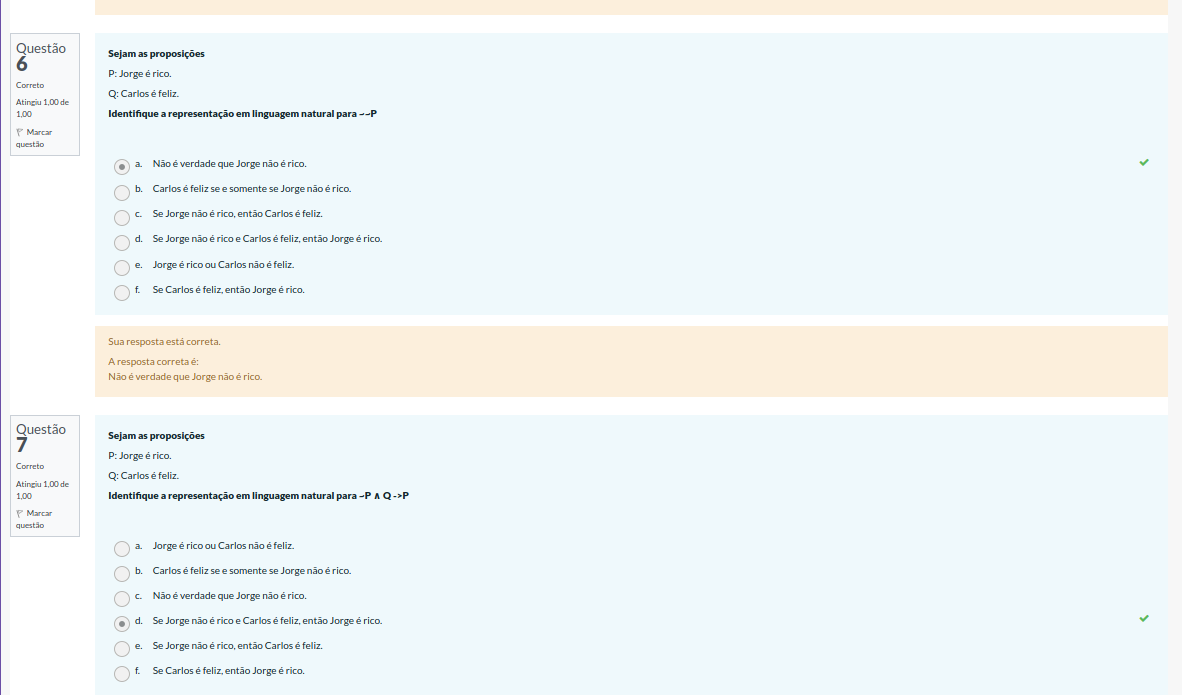 Questão
6
Correto
Atingiu 1,00 de
1,00
Marcar
questão
Sejam as proposições
P: Jorge é rico.
Q: Carlos é feliz.
Identifique a representação em linguagem natural para ~~P
a. Não é verdade que Jorge não é rico.
b. Carlos é feliz se e somente se Jorge não é rico.
c. Se Jorge não é rico, então Carlos é feliz.
d. Se Jorge não é rico e Carlos é feliz, então Jorge é rico.
e. Jorge é rico ou Carlos não é feliz.
f. Se Carlos é feliz, então Jorge é rico.
Sua resposta está correta.
A resposta correta é:
Não é verdade que Jorge não é rico.
Questão
7
Correto
Atingiu 1,00 de
1,00
Marcar
questão
Sejam as proposições
P: Jorge é rico.
Q: Carlos é feliz.
Identifique a representação em linguagem natural para ~P ∧ Q ->P
a. Jorge é rico ou Carlos não é feliz.
b. Carlos é feliz se e somente se Jorge não é rico.
c. Não é verdade que Jorge não é rico.
d. Se Jorge não é rico e Carlos é feliz, então Jorge é rico.
e. Se Jorge não é rico, então Carlos é feliz.
f. Se Carlos é feliz, então Jorge é rico.